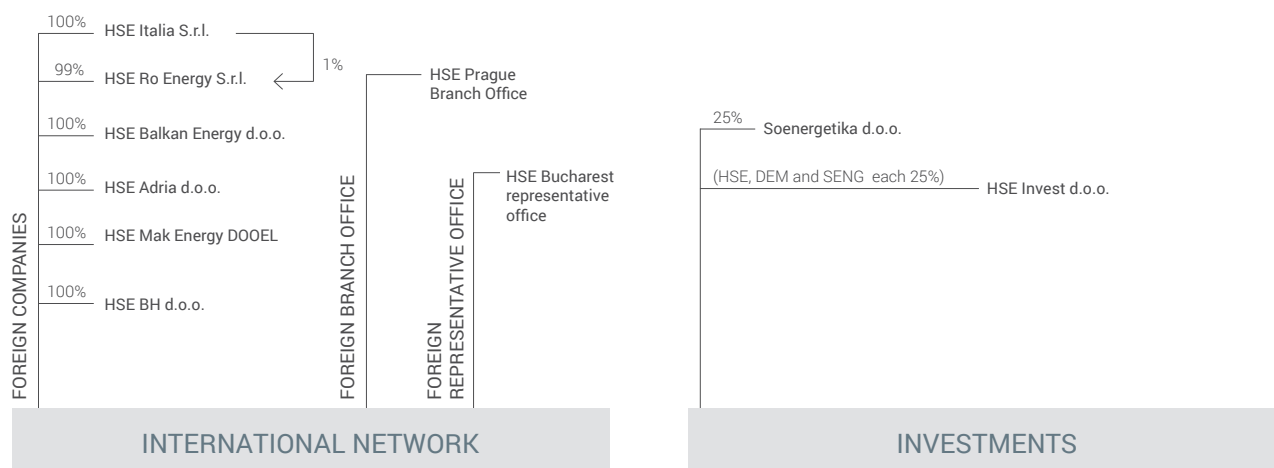 100%
HSE Italia S.r.l.
99%
HSE Ro Energy S.r.l.
1%
100%
HSE Balkan Energy d.o.o.
100%
HSE Adria d.o.o.
100%
HSE Mak Energy DOOEL
100%
HSE BH d.o.o.
FOREIGN COMPANIES
HSE Prague
Branch Office
FOREIGN BRANCH OFFICE
HSE Bucharest
representative
office
FOREIGN
REPRESENTATIVE OFFICE
INTERNATIONAL NETWORK
25%
Soenergetika d.o.o.
(HSE, DEM and SENG each 25%)
HSE Invest d.o.o.
INVESTMENTS